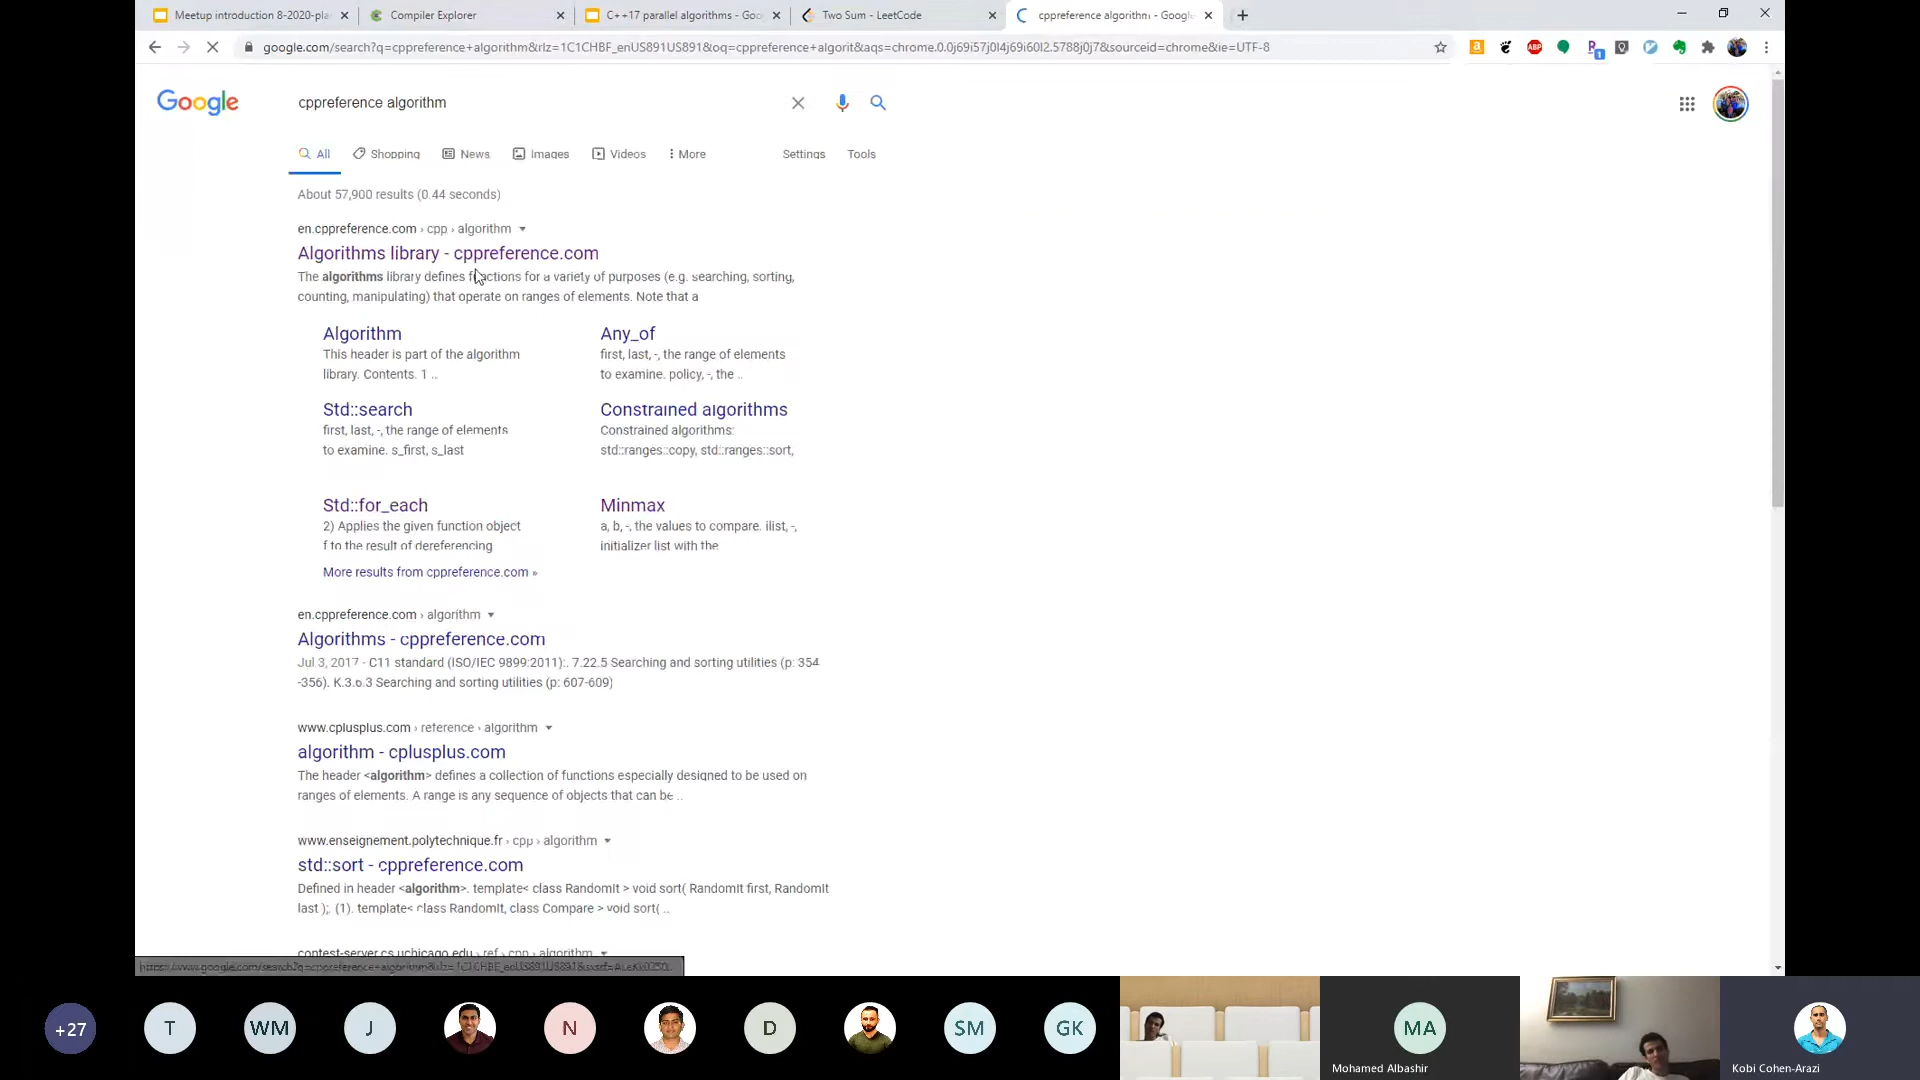 Meetup introduction 8-2020-pla
Compiler Explorer
C++17 parallel algorithms - Goo
Two Sum - LeetCode
cppreference algorithm - Google
google.com/search?q=cppreference+algorithm&rlz=1C1CHBF_enUS891US891&oq=cppreference+algorit&aqs=chrome.0.0j69i57j0l4j69i60l2.5788j0j7&sourceid=chrome&ie=UTF-8
ABP
1
Google
cppreference algorithm
All
Shopping
News
Images
Videos
More
Settings
Tools
About 57,900 results (0.44 seconds)
en.cppreference.com › cpp › algorithm
Algorithms library - cppreference.com
The algorithms library defines functions for a variety of purposes (e.g. searching, sorting,
counting, manipulating) that operate on ranges of elements. Note that a
Algorithm
This header is part of the algorithm
library. Contents. 1 ..
Any_of
first, last, -, the range of elements
to examine. policy, -, the ..
Std::search
first, last, -, the range of elements
to examine. s_first, s_last
Constrained algorithms
Constrained algorithms:
std::ranges::copy, std::ranges::sort,
Std::for_each
2) Applies the given function object
f to the result of dereferencing
Minmax
a, b, -, the values to compare. ilist, -,
initializer list with the
More results from cppreference.com »
en.cppreference.com › algorithm
Algorithms - cppreference.com
Jul 3, 2017 - C11 standard (ISO/IEC 9899:2011):. 7.22.5 Searching and sorting utilities (p: 354
-356). K.3.6.3 Searching and sorting utilities (p: 607-609)
www.cplusplus.com › reference › algorithm
algorithm - cplusplus.com
The header <algorithm> defines a collection of functions especially designed to be used on
ranges of elements. A range is any sequence of objects that can be ..
www.enseignement.polytechnique.fr › cpp › algorithm
std::sort - cppreference.com
Defined in header <algorithm>. template< class RandomIt > void sort( RandomIt first, RandomIt
last );. (1). template< class RandomIt, class Compare > void sort( ..
contest-server.cs.uchicago.edu › ref › cpp › algorithm
+27
T
WM
J
N
D
SM
GK
MA
Mohamed Albashir
Kobi Cohen-Arazi